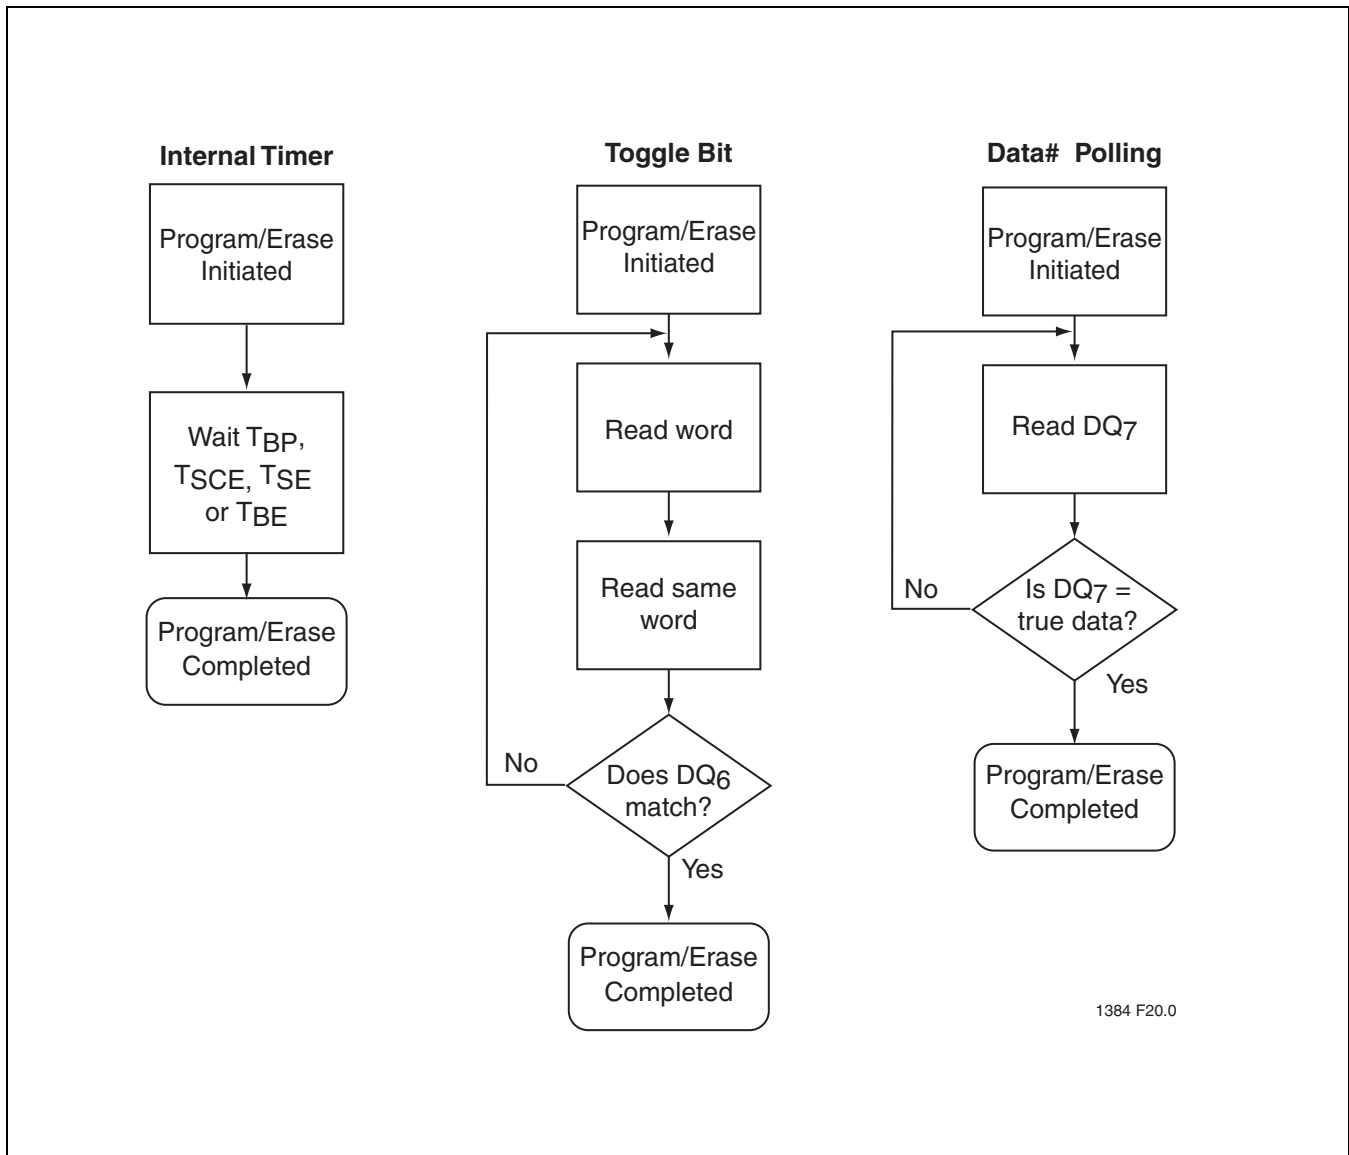 Internal Timer
Program/Erase
Initiated
Wait TBP,
TSCE, TSE
or TBE
Program/Erase
Completed
Toggle Bit
Program/Erase
Initiated
Read word
Read same
word
Does DQ6
match?
No
Yes
Program/Erase
Completed
Data# Polling
Program/Erase
Initiated
Read DQ7
Is DQ7 =
true data?
No
Yes
Program/Erase
Completed
1384 F20.0